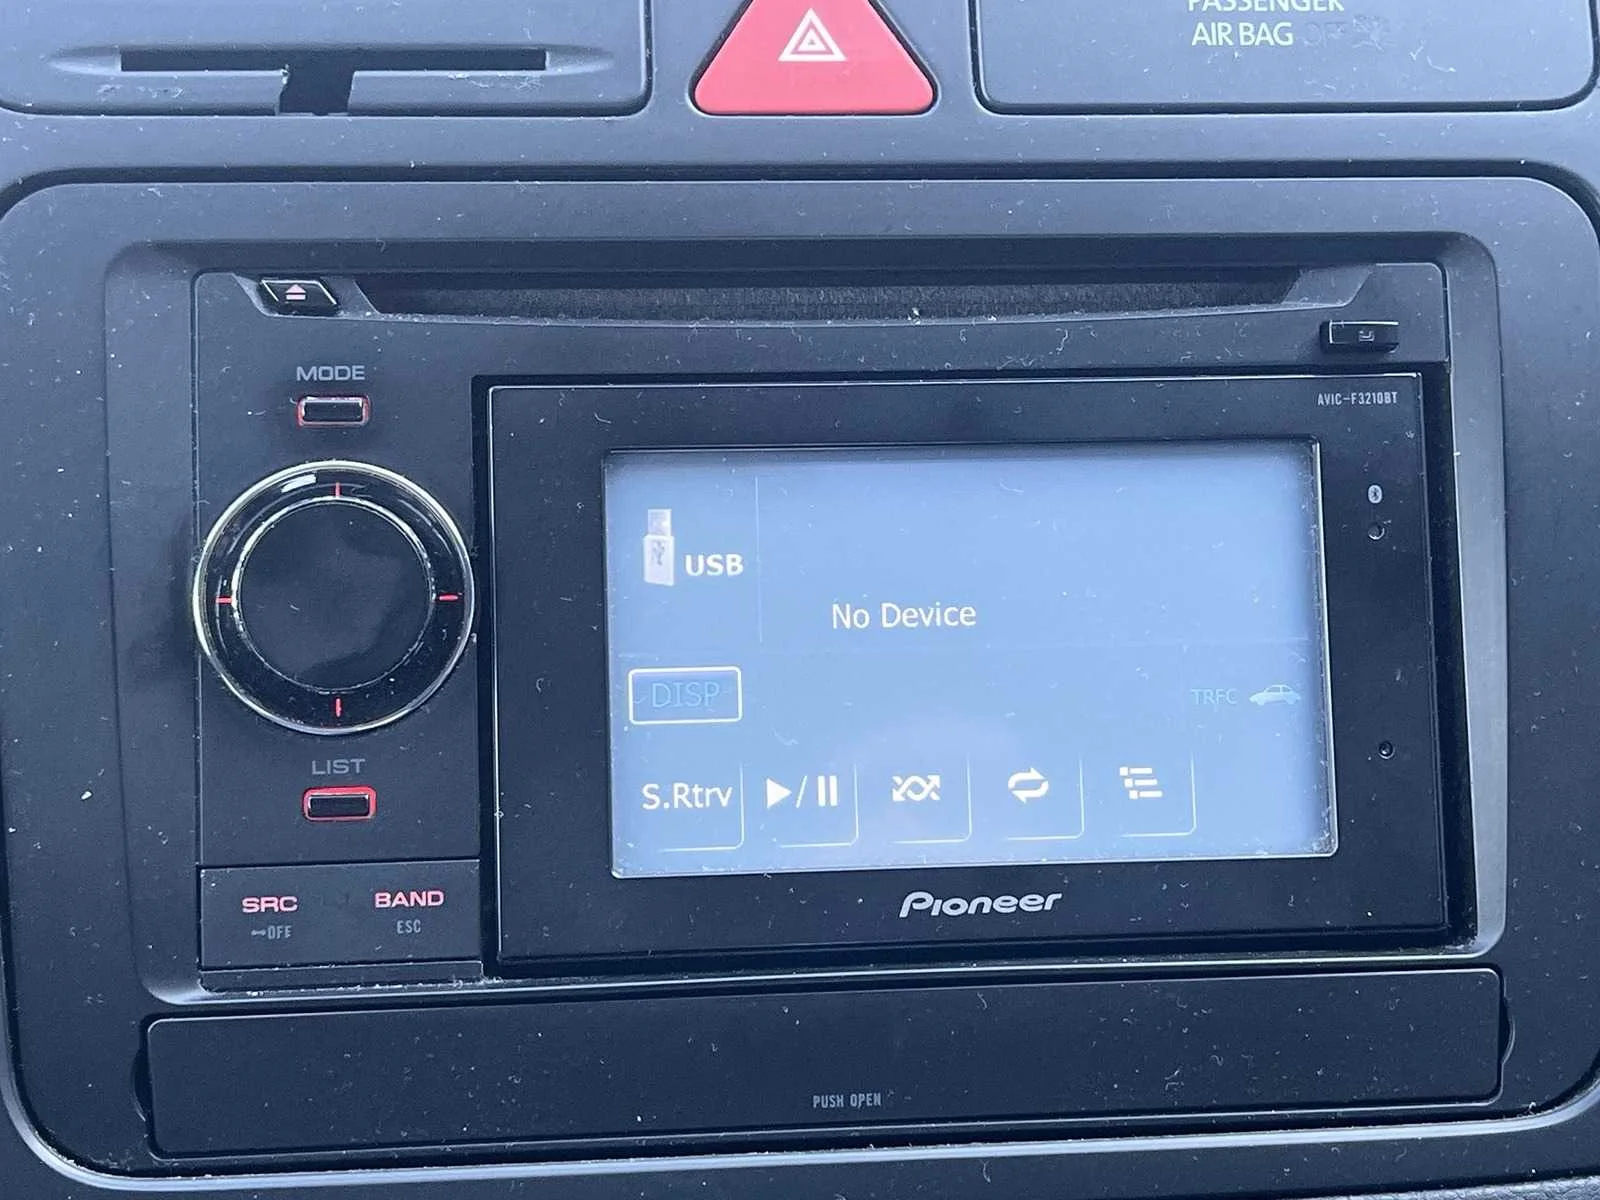 PASSENGER
AIR BAG OFF
MODE
AVIC-F3210BT
USB
No Device
DISP
TRFC
LIST
S.Rtrv
SRC
OFF
BAND
ESC
Pioneer
PUSH OPEN